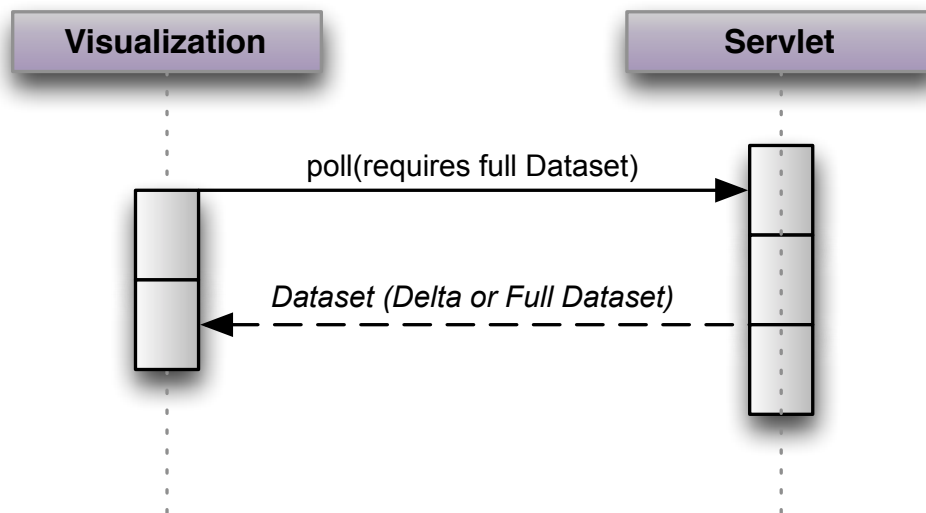 Visualization
Servlet
poll(requires full Dataset)
Dataset (Delta or Full Dataset)